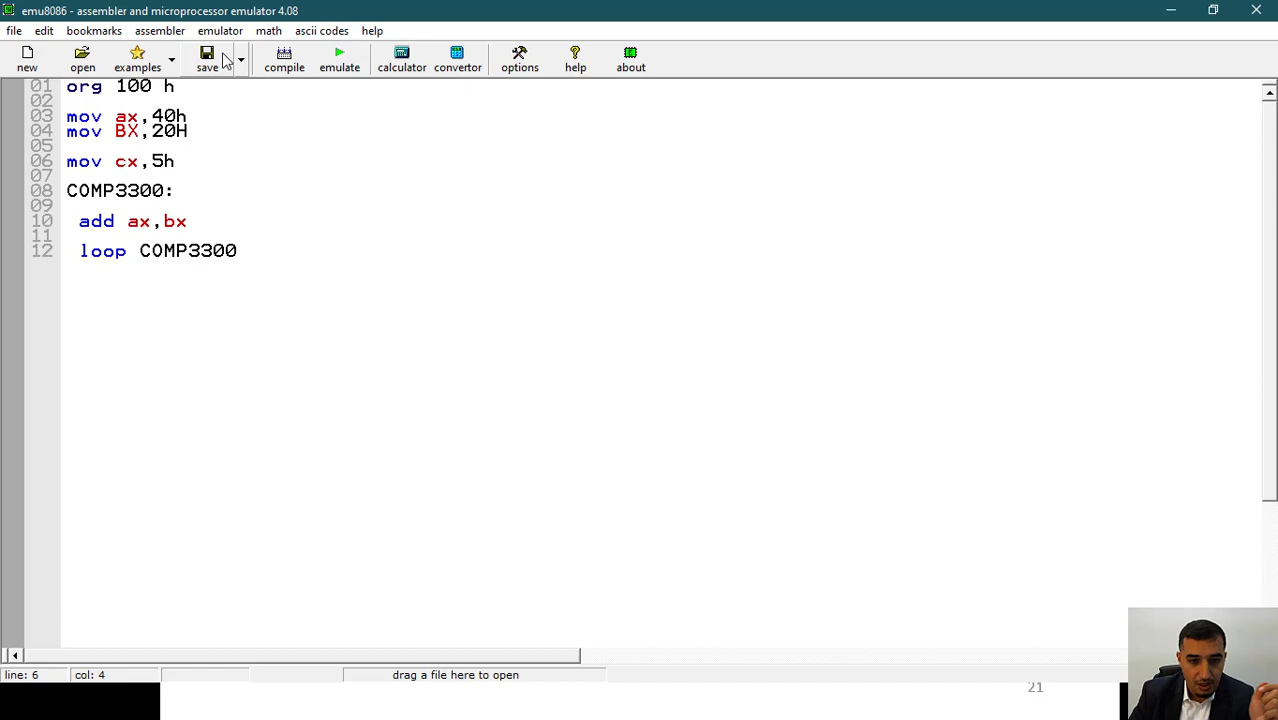 emu8086 - assembler and microprocessor emulator 4.08
file edit bookmarks assembler emulator math ascii codes help
new open examples save compile emulate calculator convertor options help about
01 org 100 h
02
03 mov ax,40h
04 mov BX,20H
05
06 mov cx,5h
07
08 COMP3300:
09
10 add ax,bx
11
12 loop COMP3300
line: 6 col: 4 drag a file here to open
21